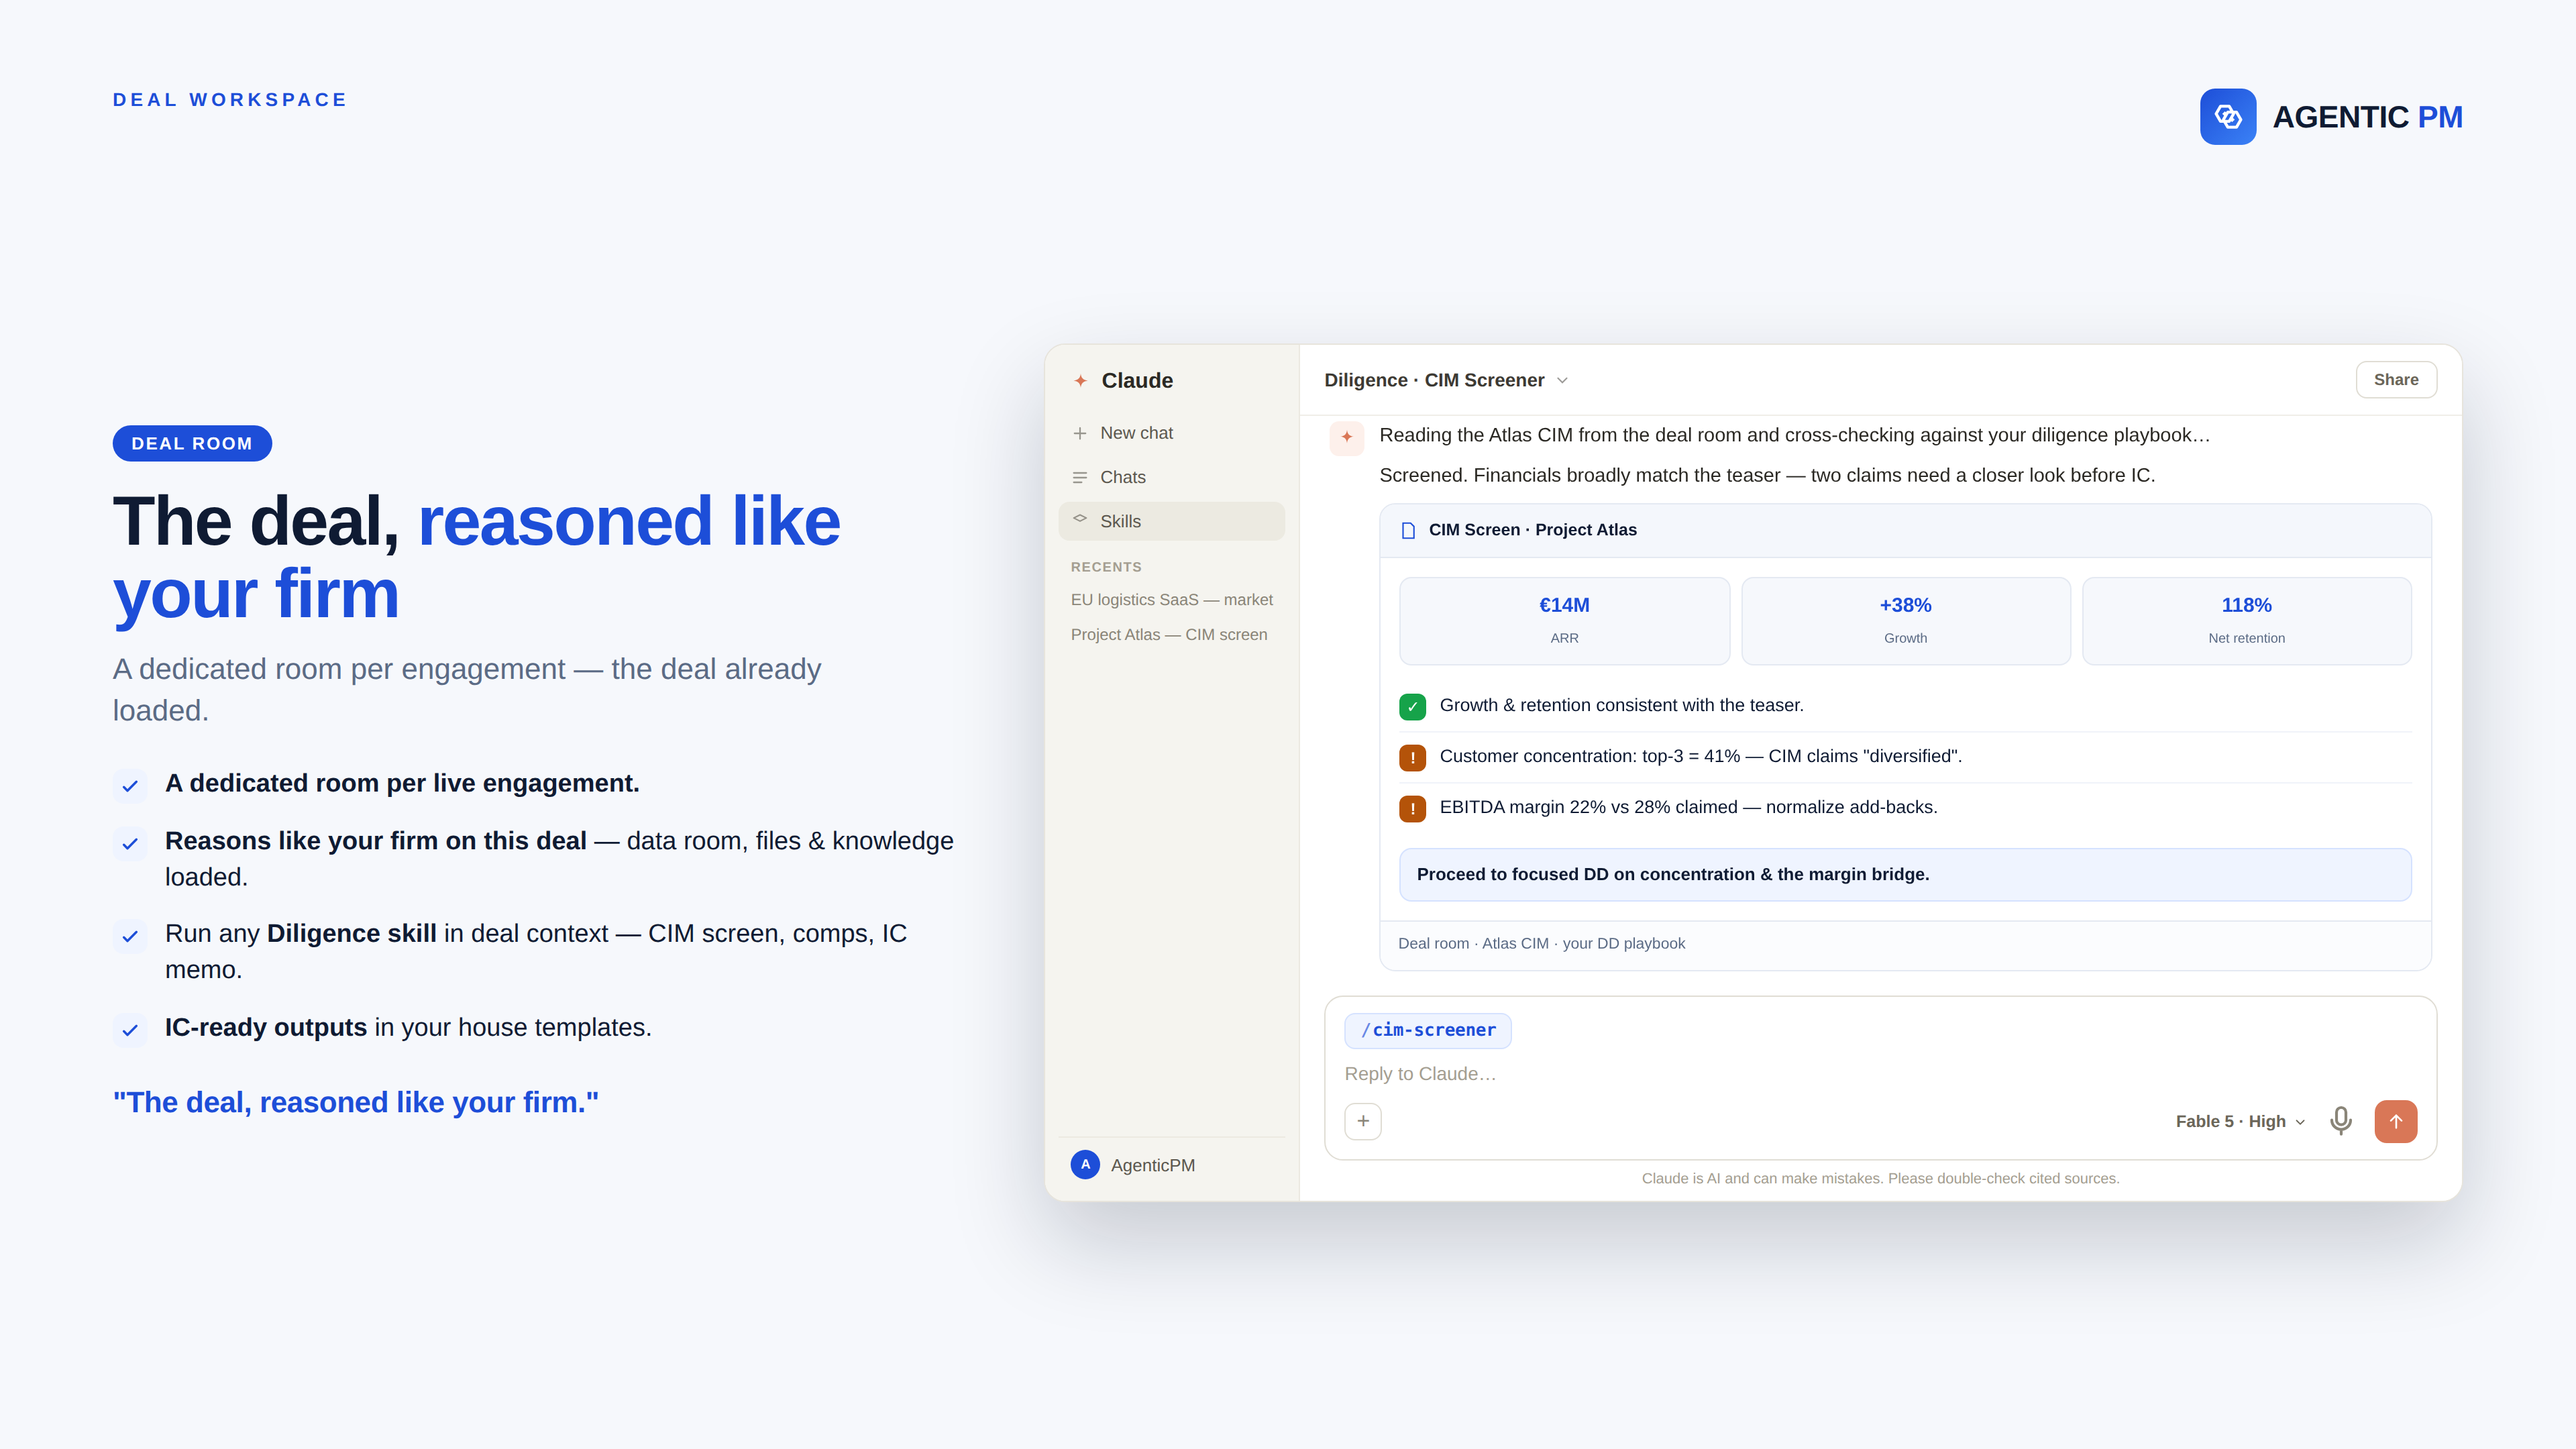 DEAL WORKSPACE
AGENTIC PM
DEAL ROOM
The deal, reasoned like
your firm
A dedicated room per engagement — the deal already
loaded.
A dedicated room per live engagement.
Reasons like your firm on this deal — data room, files & knowledge
loaded.
Run any Diligence skill in deal context — CIM screen, comps, IC
memo.
IC-ready outputs in your house templates.
"The deal, reasoned like your firm."
Claude
New chat
Chats
Skills
RECENTS
EU logistics SaaS — market
Project Atlas — CIM screen
A
AgenticPM
Diligence · CIM Screener
Share
Reading the Atlas CIM from the deal room and cross-checking against your diligence playbook…
Screened. Financials broadly match the teaser — two claims need a closer look before IC.
CIM Screen · Project Atlas
€14M
ARR
+38%
Growth
118%
Net retention
✓ Growth & retention consistent with the teaser.
! Customer concentration: top-3 = 41% — CIM claims "diversified".
! EBITDA margin 22% vs 28% claimed — normalize add-backs.
Proceed to focused DD on concentration & the margin bridge.
Deal room · Atlas CIM · your DD playbook
/cim-screener
Reply to Claude…
+
Fable 5 · High
Claude is AI and can make mistakes. Please double-check cited sources.